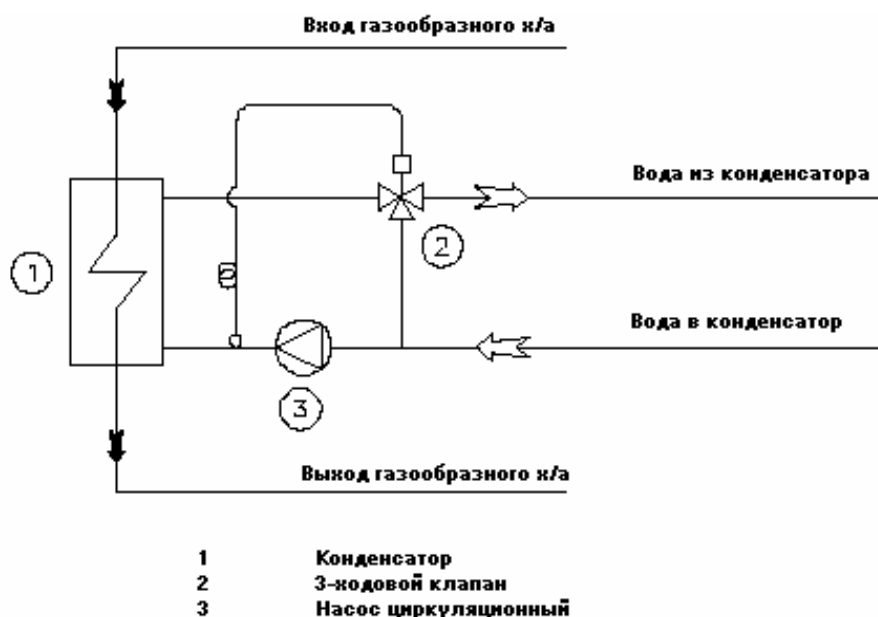 Вход газообразного х/а
Вода из конденсатора
2
1
Вода в конденсатор
3
Выход газообразного х/а
1 Конденсатор
2 3-ходовой клапан
3 Насос циркуляционный